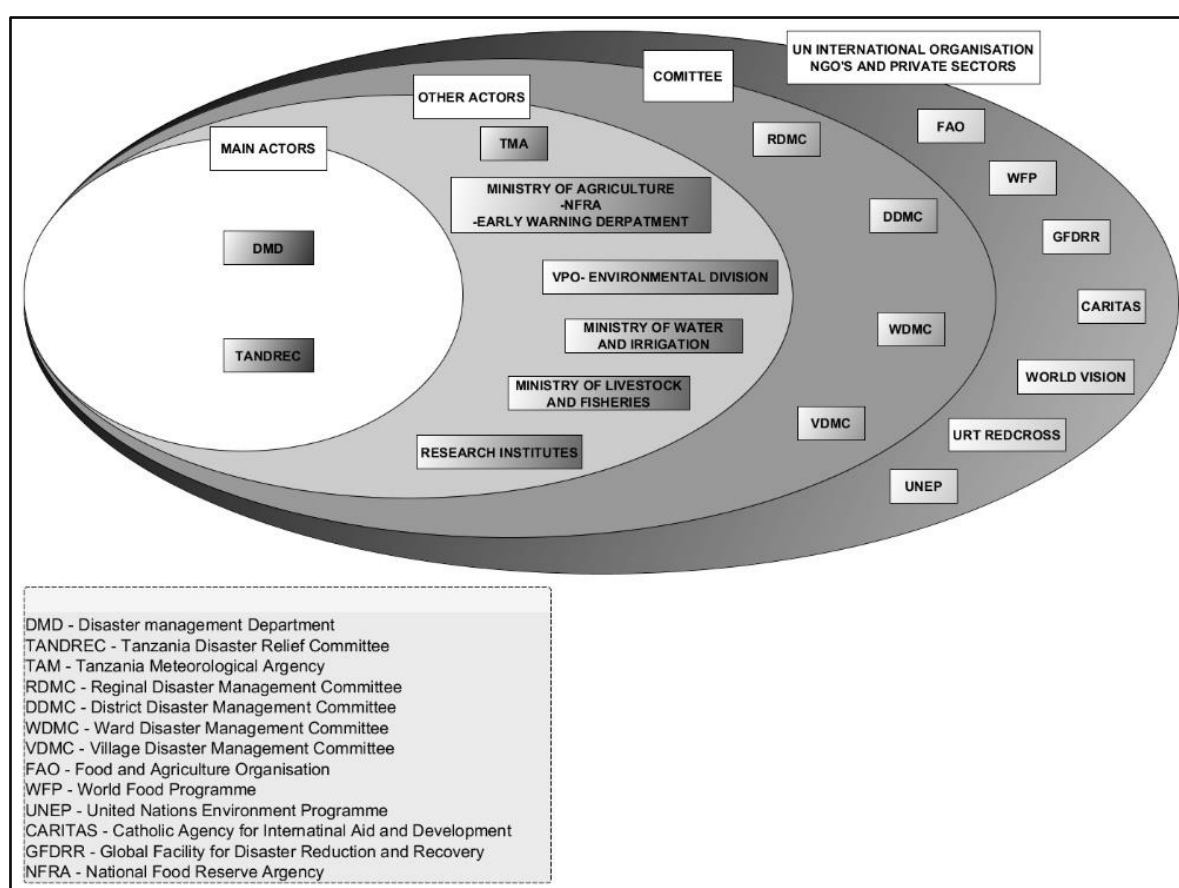 UN INTERNATIONAL ORGANISATION
NGO'S AND PRIVATE SECTORS
COMITTEE
OTHER ACTORS
MAIN ACTORS
TMA
RDMC
FAO
WFP
MINISTRY OF AGRICULTURE
-NFRA
-EARLY WARNING DERPATMENT
DDMC
GFDRR
DMD
VPO- ENVIRONMENTAL DIVISION
CARITAS
MINISTRY OF WATER
AND IRRIGATION
WDMC
TANDREC
WORLD VISION
MINISTRY OF LIVESTOCK
AND FISHERIES
VDMC
URT REDCROSS
RESEARCH INSTITUTES
UNEP
DMD - Disaster management Department
TANDREC - Tanzania Disaster Relief Committee
TAM - Tanzania Meteorological Argency
RDMC - Reginal Disaster Management Committee
DDMC - District Disaster Management Committee
WDMC - Ward Disaster Management Committee
VDMC - Village Disaster Management Committee
FAO - Food and Agriculture Organisation
WFP - World Food Programme
UNEP - United Nations Environment Programme
CARITAS - Catholic Agency for Internatinal Aid and Development
GFDRR - Global Facility for Disaster Reduction and Recovery
NFRA - National Food Reserve Argency